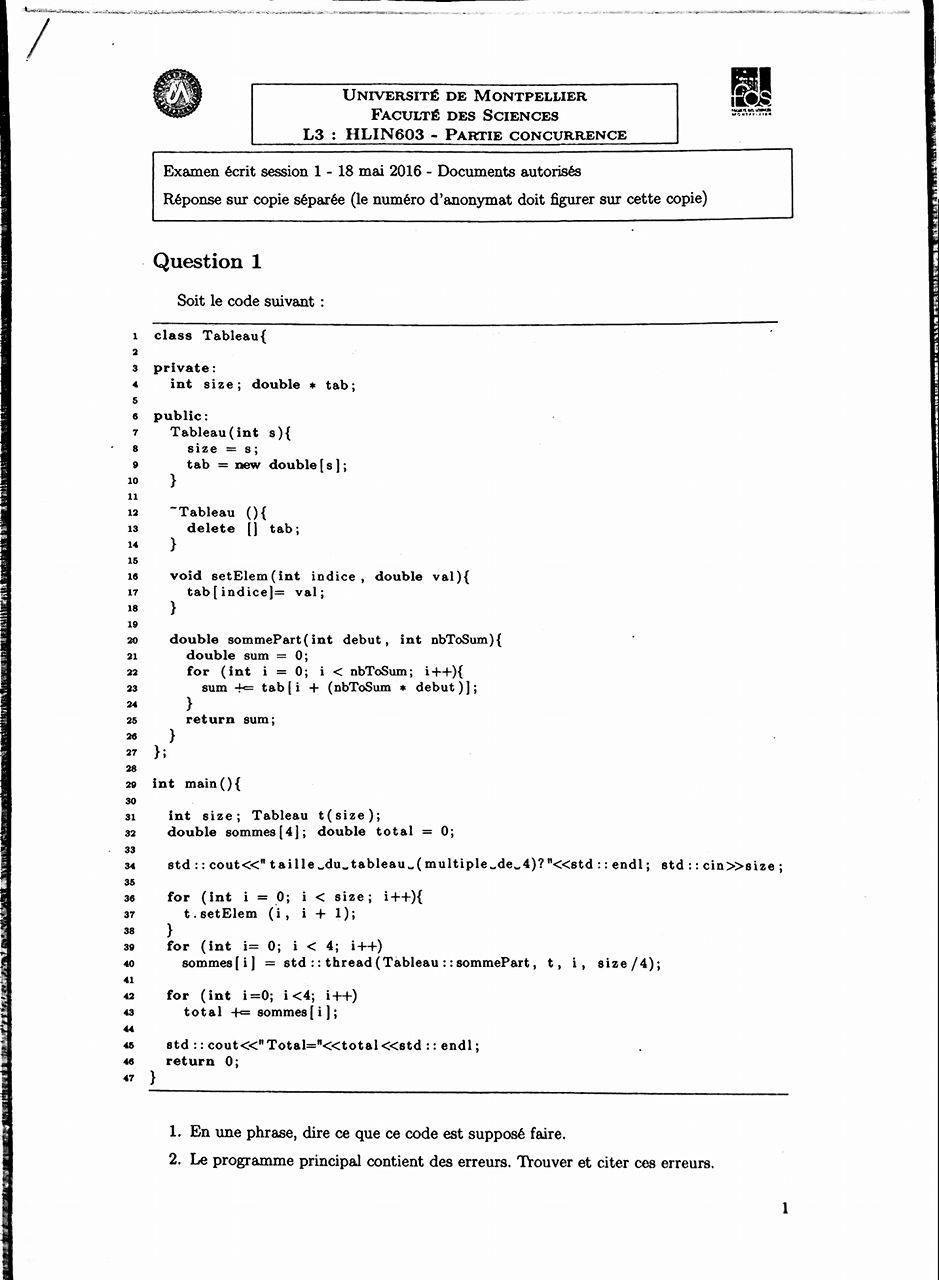 UNIVERSITÉ DE MONTPELLIER
FACULTÉ DES SCIENCES
L3 : HLIN603 - PARTIE CONCURRENCE
Examen écrit session 1 - 18 mai 2016 - Documents autorisés
Réponse sur copie séparée (le numéro d'anonymat doit figurer sur cette copie)
Question 1
Soit le code suivant :
1 class Tableau{
2
3 private:
4 int size; double * tab;
5
6 public:
7 Tableau(int s){
8 size = s;
9 tab = new double[s];
10 }
11
12 ~Tableau (){
13 delete [] tab;
14 }
15
16 void setElem(int indice, double val){
17 tab[indice]= val;
18 }
19
20 double sommePart(int debut, int nbToSum){
21 double sum = 0;
22 for (int i = 0; i < nbToSum; i++){
23 sum += tab[i + (nbToSum * debut)];
24 }
25 return sum;
26 }
27 };
28
29 int main(){
30
31 int size; Tableau t(size);
32 double sommes[4]; double total = 0;
33
34 std::cout<<"taille_du_tableau_(multiple_de_4)?"<<std::endl; std::cin>>size;
35
36 for (int i = 0; i < size; i++){
37 t.setElem (i, i + 1);
38 }
39 for (int i= 0; i < 4; i++)
40 sommes[i] = std::thread(Tableau::sommePart, t, i, size/4);
41
42 for (int i=0; i<4; i++)
43 total += sommes[i];
44
45 std::cout<<"Total="<<total<<std::endl;
46 return 0;
47 }
1. En une phrase, dire ce que ce code est supposé faire.
2. Le programme principal contient des erreurs. Trouver et citer ces erreurs.
1